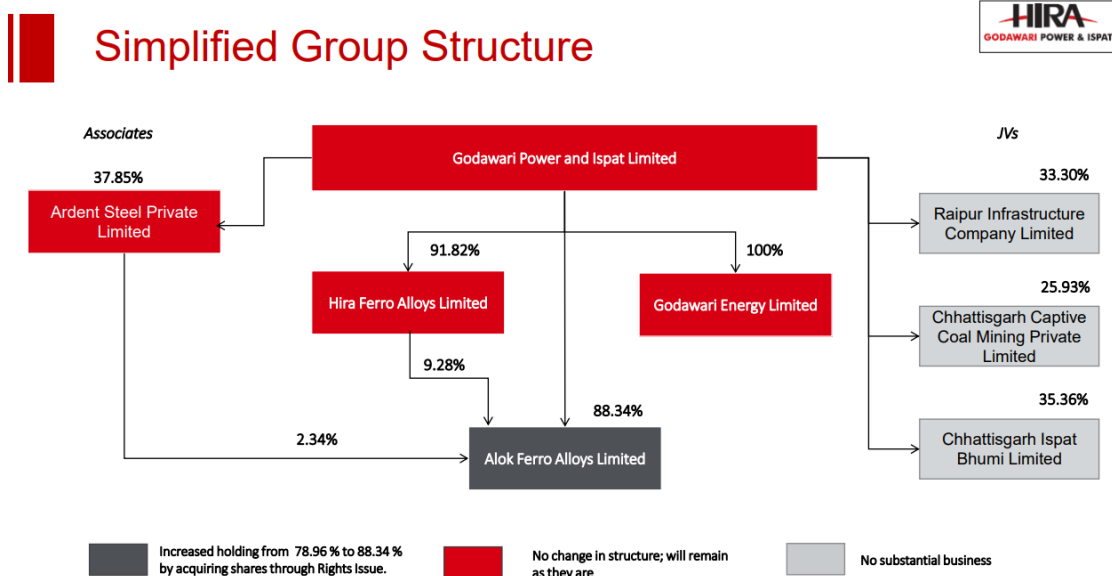 Simplified Group Structure
HIRA
GODAWARI POWER & ISPAT
Associates
Godawari Power and Ispat Limited
JVs
37.85%
Ardent Steel Private
Limited
33.30%
Raipur Infrastructure
Company Limited
91.82%
100%
Hira Ferro Alloys Limited
Godawari Energy Limited
25.93%
Chhattisgarh Captive
Coal Mining Private
Limited
9.28%
88.34%
35.36%
2.34%
Alok Ferro Alloys Limited
Chhattisgarh Ispat
Bhumi Limited
Increased holding from 78.96 % to 88.34 %
by acquiring shares through Rights Issue.
No change in structure; will remain
as they are
No substantial business